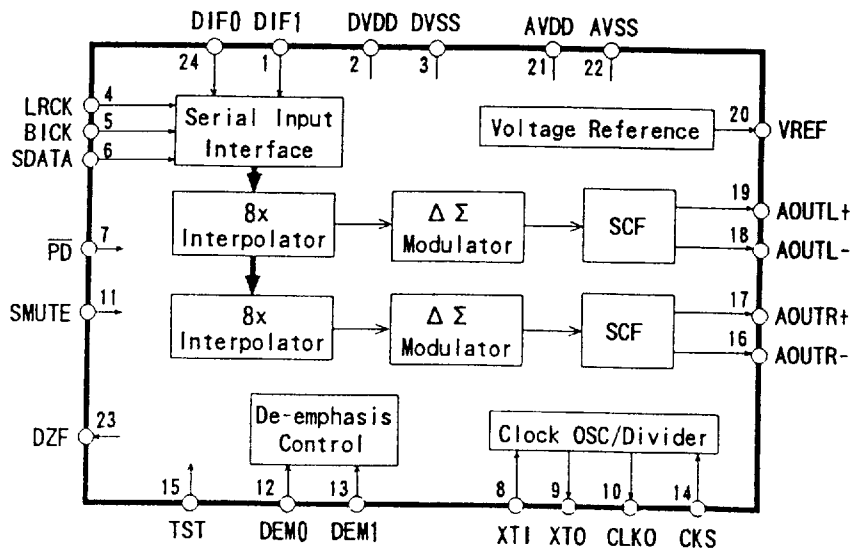 DIF0 DIF1 DVDD DVSS AVDD AVSS
24 1 2 3 21 22
LRCK 4
BICK 5
SDATA 6
Serial Input
Interface
Voltage Reference
20 VREF
8x
Interpolator
ΔΣ
Modulator
SCF
19 AOUTL+
18 AOUTL-
PD 7
SMUTE 11
8x
Interpolator
ΔΣ
Modulator
SCF
17 AOUTR+
16 AOUTR-
DZF 23
De-emphasis
Control
Clock OSC/Divider
15 12 13 8 9 10 14
TST DEM0 DEM1 XTI XTO CLKO CKS